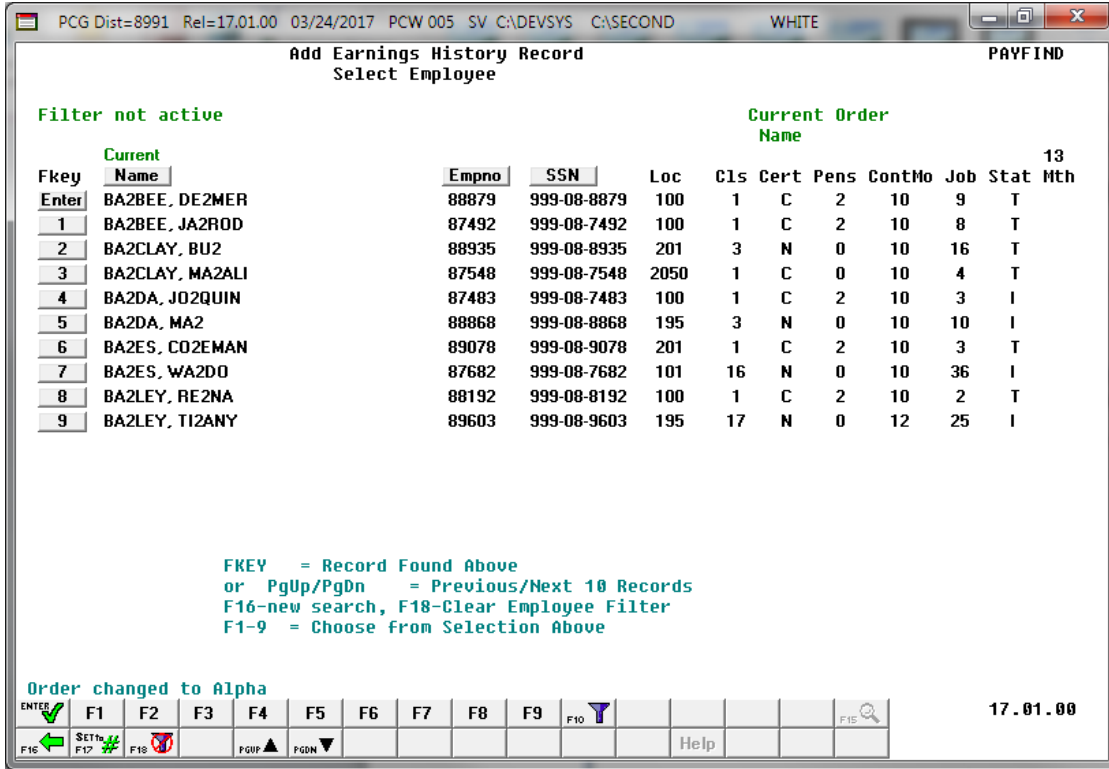 PCG Dist=8991 Rel=17.01.00 03/24/2017 PCW 005 SV C:\DEVSYS C:\SECOND WHITE
Add Earnings History Record PAYFIND
Select Employee
Filter not active Current Order
Name
Current 13
Fkey Name Empno SSN Loc Cls Cert Pens ContMo Job Stat Mth
Enter BA2BEE, DE2MER 88879 999-08-8879 100 1 C 2 10 9 T
1 BA2BEE, JA2ROD 87492 999-08-7492 100 1 C 2 10 8 T
2 BA2CLAY, BU2 88935 999-08-8935 201 3 N 0 10 16 T
3 BA2CLAY, MA2ALI 87548 999-08-7548 2050 1 C 0 10 4 T
4 BA2DA, JO2QUIN 87483 999-08-7483 100 1 C 2 10 3 I
5 BA2DA, MA2 88868 999-08-8868 195 3 N 0 10 10 I
6 BA2ES, CO2EMAN 89078 999-08-9078 201 1 C 2 10 3 T
7 BA2ES, WA2DO 87682 999-08-7682 101 16 N 0 10 36 I
8 BA2LEY, RE2NA 88192 999-08-8192 100 1 C 2 10 2 T
9 BA2LEY, TI2ANY 89603 999-08-9603 195 17 N 0 12 25 I
FKEY = Record Found Above
or PgUp/PgDn = Previous/Next 10 Records
F16-new search, F18-Clear Employee Filter
F1-9 = Choose from Selection Above
Order changed to Alpha
ENTER F1 F2 F3 F4 F5 F6 F7 F8 F9 F10 F15 17.01.00
F16 SETto F17 # F18 PGUP PGDN Help